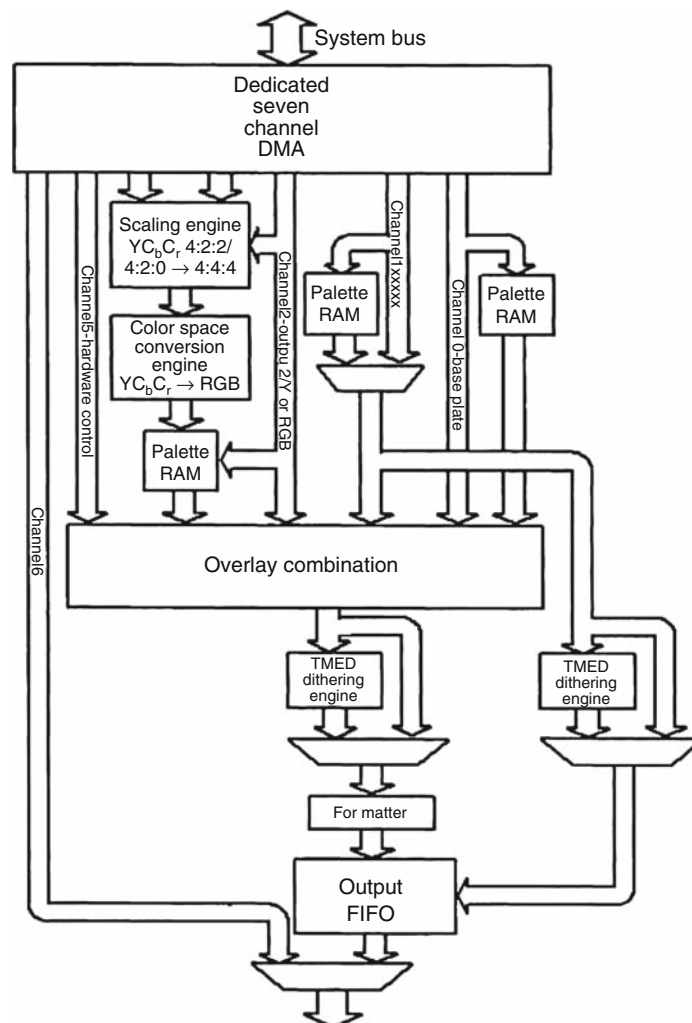 System bus
Dedicated
seven
channel
DMA
Scaling engine
YCbCr 4:2:2/
4:2:0 → 4:4:4
Channel5-hardware control
Channel2-outpu 2/Y or RGB
Channel1xxxxx
Channel 0-base plate
Palette
RAM
Palette
RAM
Color space
conversion
engine
YCbCr → RGB
Palette
RAM
Channel6
Overlay combination
TMED
dithering
engine
TMED
dithering
engine
For matter
Output
FIFO